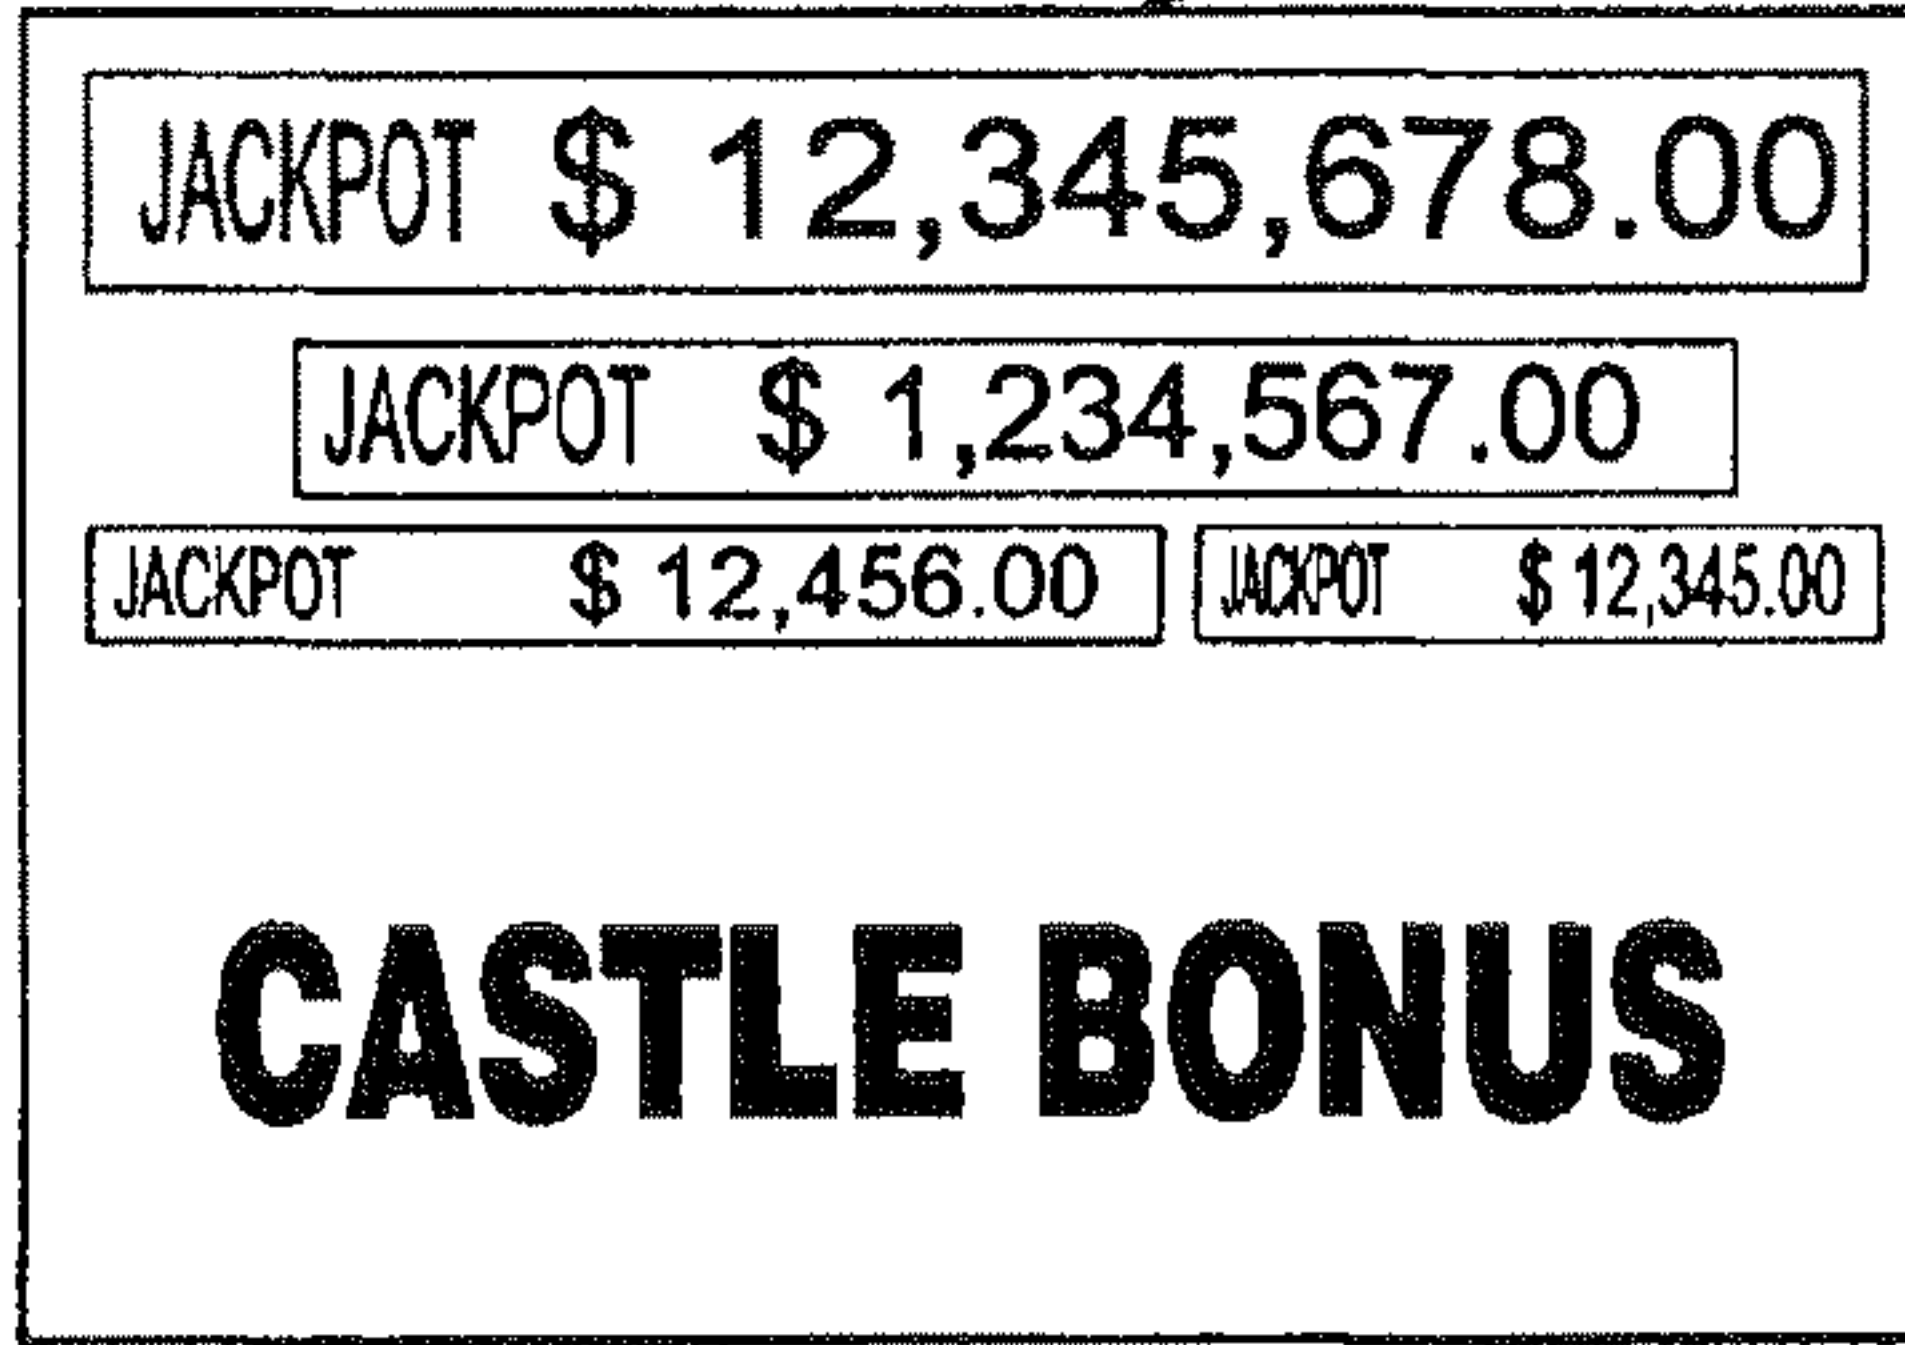 JACKPOT $ 12,345,678.00
JACKPOT $ 1,234,567.00
JACKPOT $ 12,456.00 JACKPOT $ 12,345.00
CASTLE BONUS